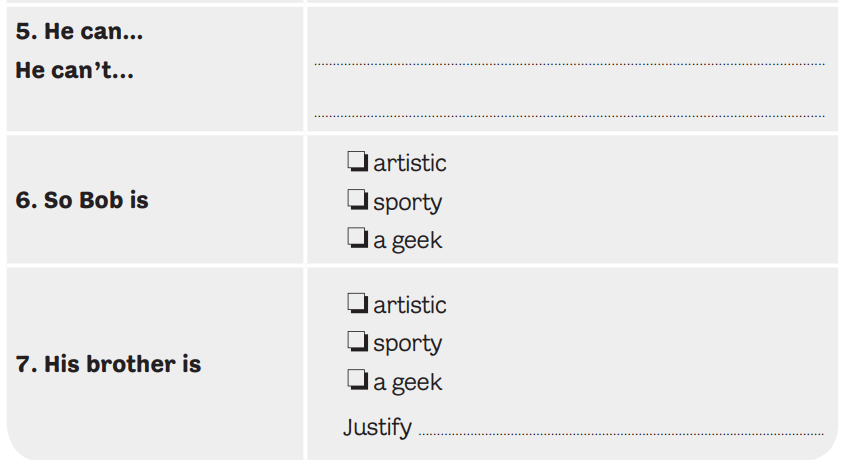 5. He can...
He can't...
6. So Bob is
artistic
sporty
a geek
7. His brother is
artistic
sporty
a geek
Justify